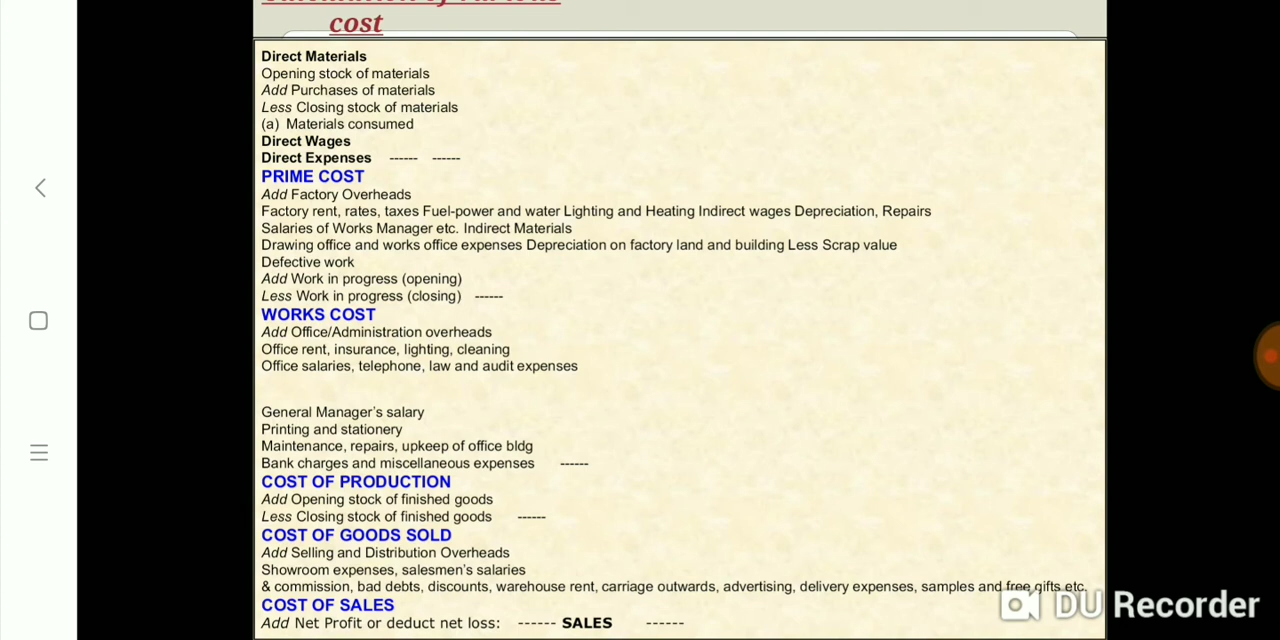 cost
Direct Materials
Opening stock of materials
Add Purchases of materials
Less Closing stock of materials
(a) Materials consumed
Direct Wages
Direct Expenses ------ ------
PRIME COST
Add Factory Overheads
Factory rent, rates, taxes Fuel-power and water Lighting and Heating Indirect wages Depreciation, Repairs
Salaries of Works Manager etc. Indirect Materials
Drawing office and works office expenses Depreciation on factory land and building Less Scrap value
Defective work
Add Work in progress (opening)
Less Work in progress (closing) ------
WORKS COST
Add Office/Administration overheads
Office rent, insurance, lighting, cleaning
Office salaries, telephone, law and audit expenses
General Manager's salary
Printing and stationery
Maintenance, repairs, upkeep of office bldg
Bank charges and miscellaneous expenses ------
COST OF PRODUCTION
Add Opening stock of finished goods
Less Closing stock of finished goods ------
COST OF GOODS SOLD
Add Selling and Distribution Overheads
Showroom expenses, salesmen's salaries
& commission, bad debts, discounts, warehouse rent, carriage outwards, advertising, delivery expenses, samples and free gifts etc.
COST OF SALES
Add Net Profit or deduct net loss: ------ SALES ------
DU Recorder